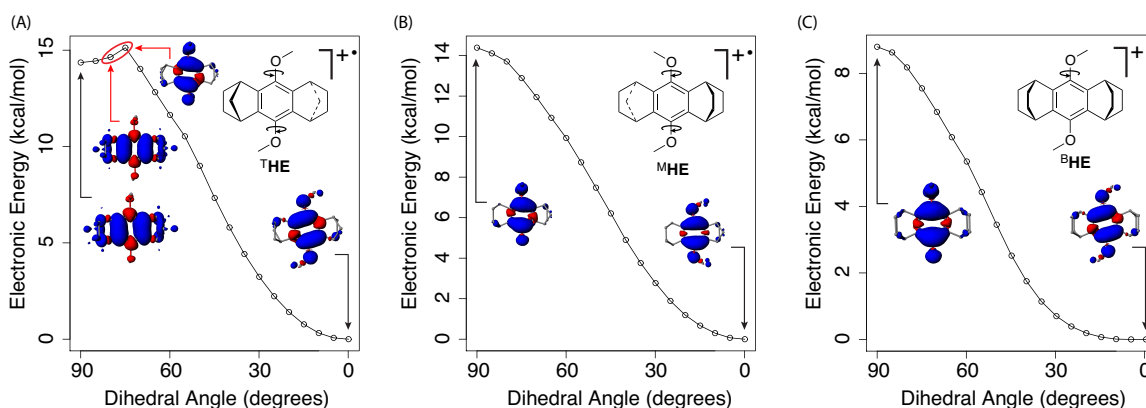 (A)
Electronic Energy (kcal/mol)
15
10
5
0
90
60
30
0
Dihedral Angle (degrees)
O
O
+•
THE
(B)
Electronic Energy (kcal/mol)
14
12
10
8
6
4
2
0
90
60
30
0
Dihedral Angle (degrees)
O
O
+•
MHE
(C)
Electronic Energy (kcal/mol)
8
6
4
2
0
90
60
30
0
Dihedral Angle (degrees)
O
O
+•
BHE